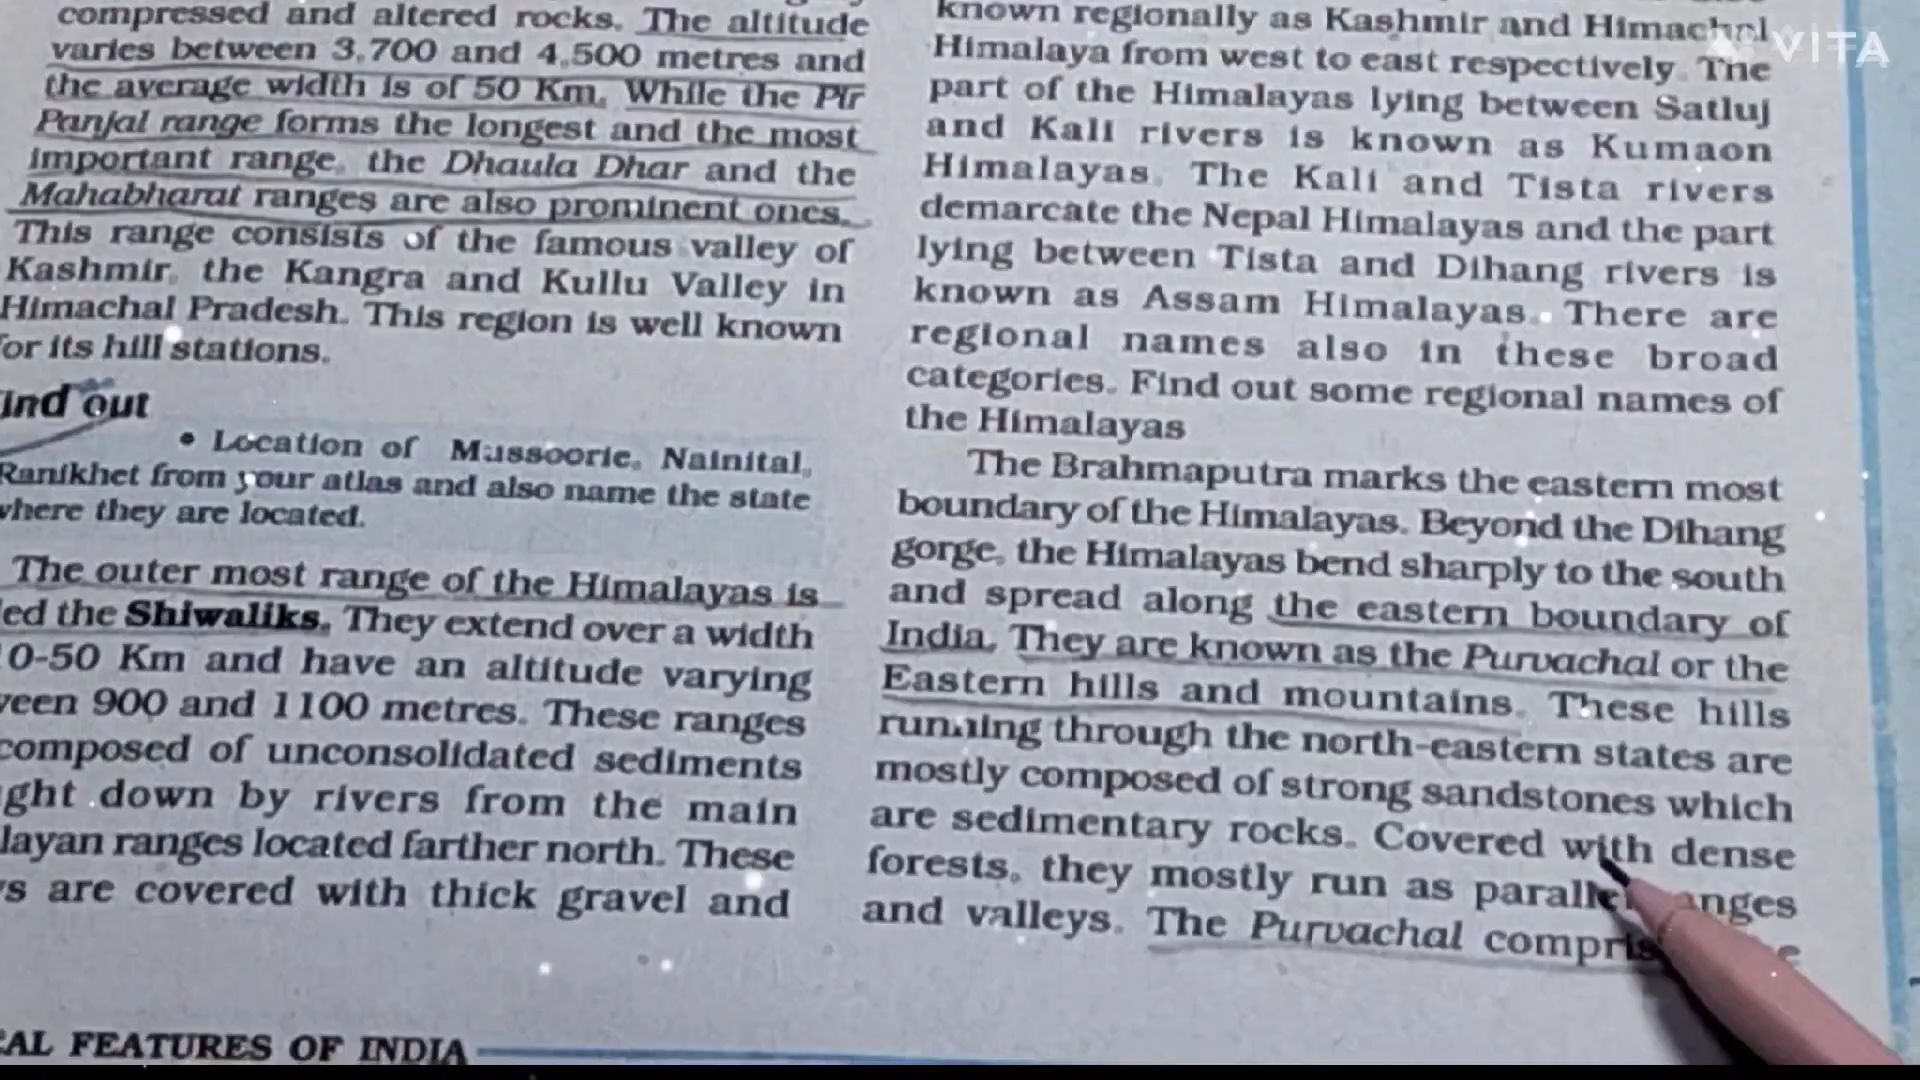 compressed and altered rocks. The altitude
varies between 3,700 and 4,500 metres and
the average width is of 50 Km. While the Pir
Panjal range forms the longest and the most
important range, the Dhaula Dhar and the
Mahabharat ranges are also prominent ones.
This range consists of the famous valley of
Kashmir, the Kangra and Kullu Valley in
Himachal Pradesh. This region is well known
for its hill stations.
ind out
• Location of Mussoorie, Nainital,
Ranikhet from your atlas and also name the state
where they are located.
The outer most range of the Himalayas is
ed the Shiwaliks. They extend over a width
0-50 Km and have an altitude varying
een 900 and 1100 metres. These ranges
composed of unconsolidated sediments
ght down by rivers from the main
layan ranges located farther north. These
s are covered with thick gravel and
AL FEATURES OF INDIA
known regionally as Kashmir and Himachal
Himalaya from west to east respectively. The
part of the Himalayas lying between Satluj
and Kali rivers is known as Kumaon
Himalayas. The Kali and Tista rivers
demarcate the Nepal Himalayas and the part
lying between Tista and Dihang rivers is
known as Assam Himalayas. There are
regional names also in these broad
categories. Find out some regional names of
the Himalayas
The Brahmaputra marks the eastern most
boundary of the Himalayas. Beyond the Dihang
gorge, the Himalayas bend sharply to the south
and spread along the eastern boundary of
India. They are known as the Purvachal or the
Eastern hills and mountains. These hills
running through the north-eastern states are
mostly composed of strong sandstones which
are sedimentary rocks. Covered with dense
forests, they mostly run as parallel ranges
and valleys. The Purvachal compris
VITA